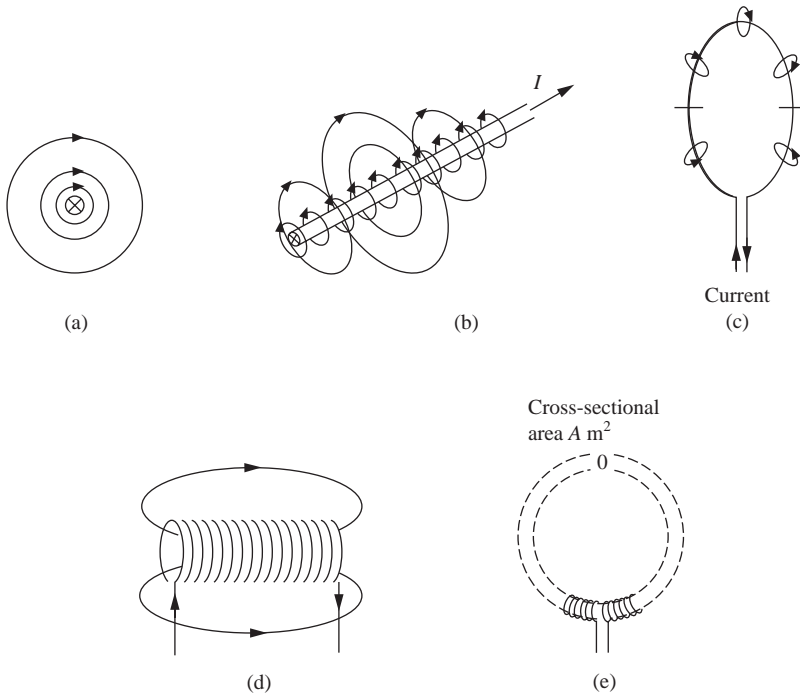 I
(a)
(b)
Current
(c)
Cross-sectional
area A m²
0
(d)
(e)